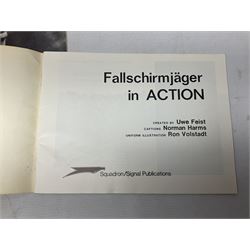 Fallschirmjäger
in ACTION
CREATED BY Uwe Feist
CAPTIONS Norman Harms
UNIFORM ILLUSTRATION Ron Volstadt
Squadron/Signal Publications